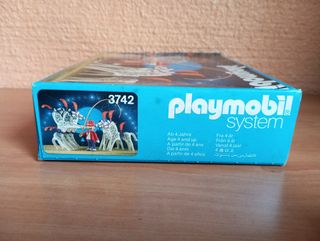 3742
playmobil
system
Ab 4 Jahre
Age 4 and up
A partir de 4 ans
Dai 4 anni
A partir de 4 años
Fra 4 år
Från 4 år
Vanaf 4 jaar